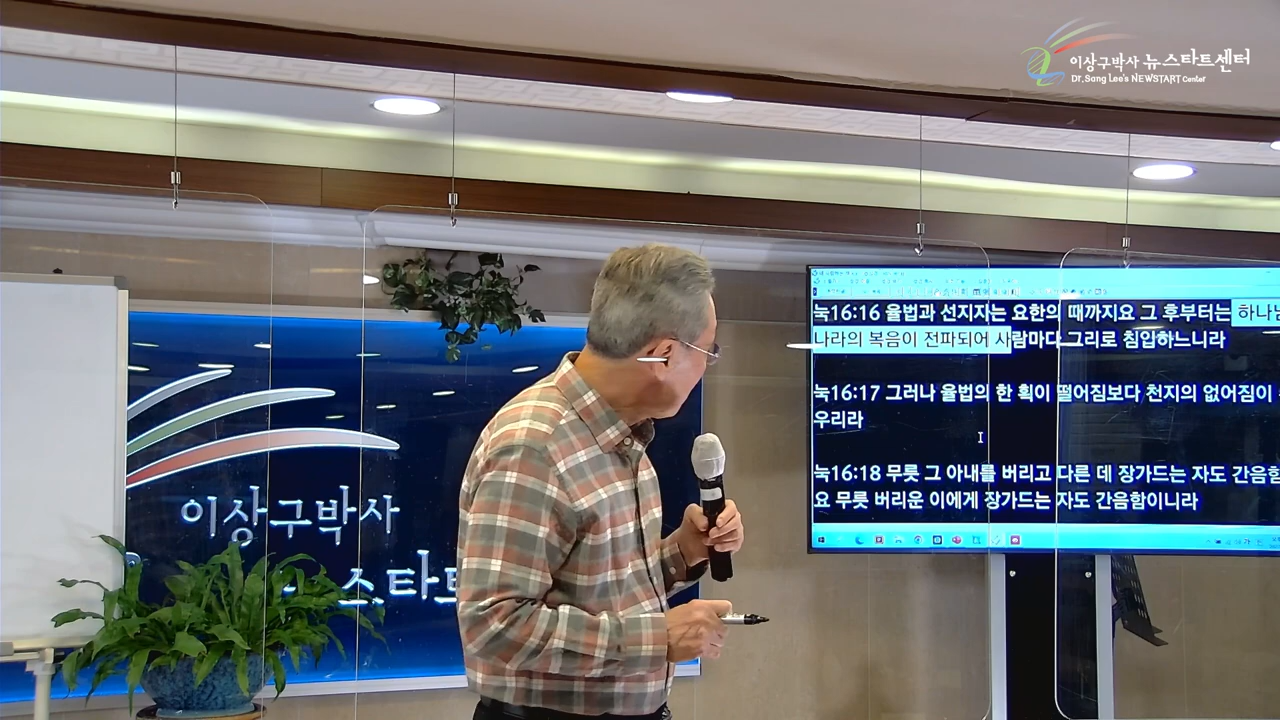 이상구박사 뉴스타트센터
Dr. Sang Lee's NEWSTART Center
눅16:16 율법과 선지자는 요한의 때까지요 그 후부터는 하나님
나라의 복음이 전파되어 사람마다 그리로 침입하느니라
눅16:17 그러나 율법의 한 획이 떨어짐보다 천지의 없어짐이
우리라
눅16:18 무릇 그 아내를 버리고 다른 데 장가드는 자도 간음함
요 무릇 버리운 이에게 장가드는 자도 간음함이니라
이상구박사
스타트